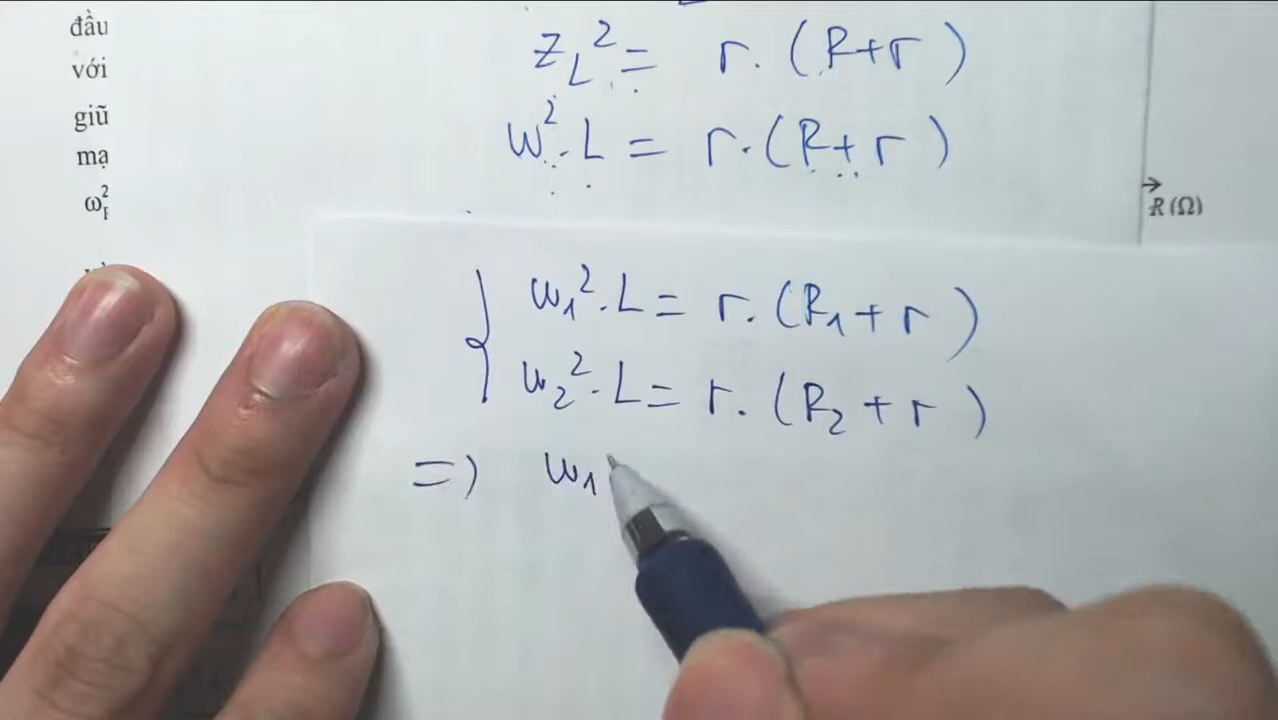 đầu
với
giữ
mạ
ω²
Z_L² = r.(R+r)
w².L = r.(R+r)
R (Ω)
w₁².L = r.(R₁+r)
w₂².L = r.(R₂+r)
=> w₁